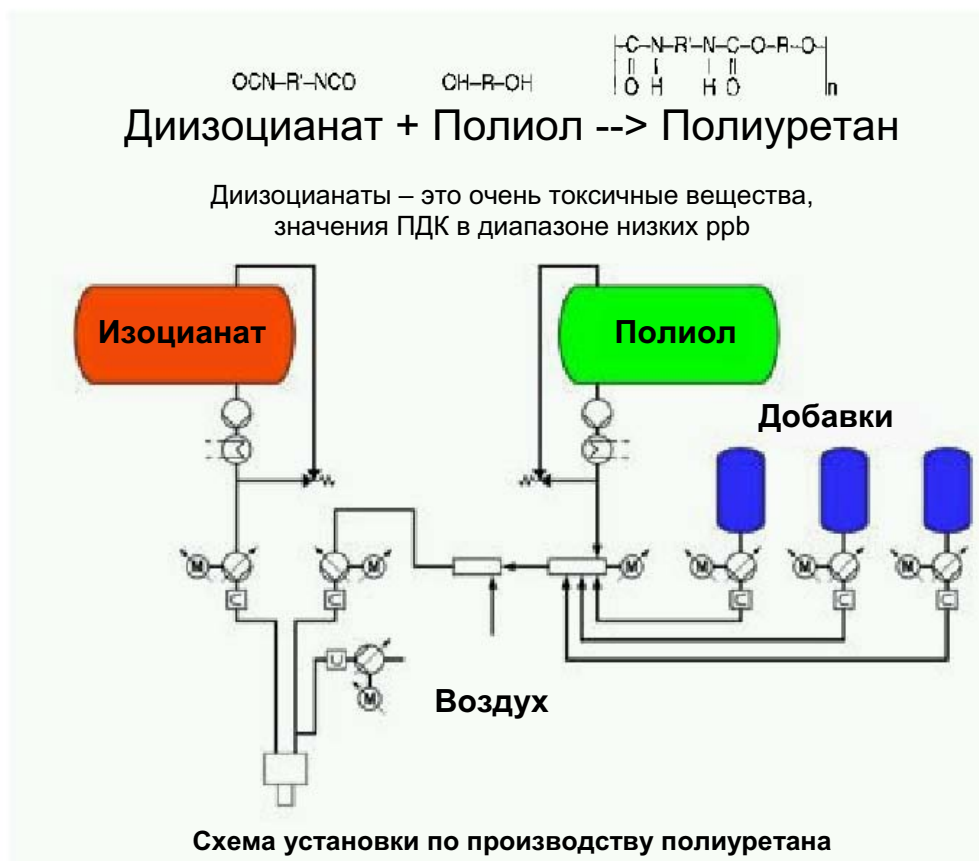 OCN–R'–NCO OH–R–OH
[–C–N–R'–N–C–O–R–O–]n
O H H O
Диизоцианат + Полиол --> Полиуретан
Диизоцианаты – это очень токсичные вещества,
значения ПДК в диапазоне низких ppb
Изоцианат
Полиол
Добавки
M
M
M
M
M
M
C
C
C
C
C
C
M
Воздух
Схема установки по производству полиуретана